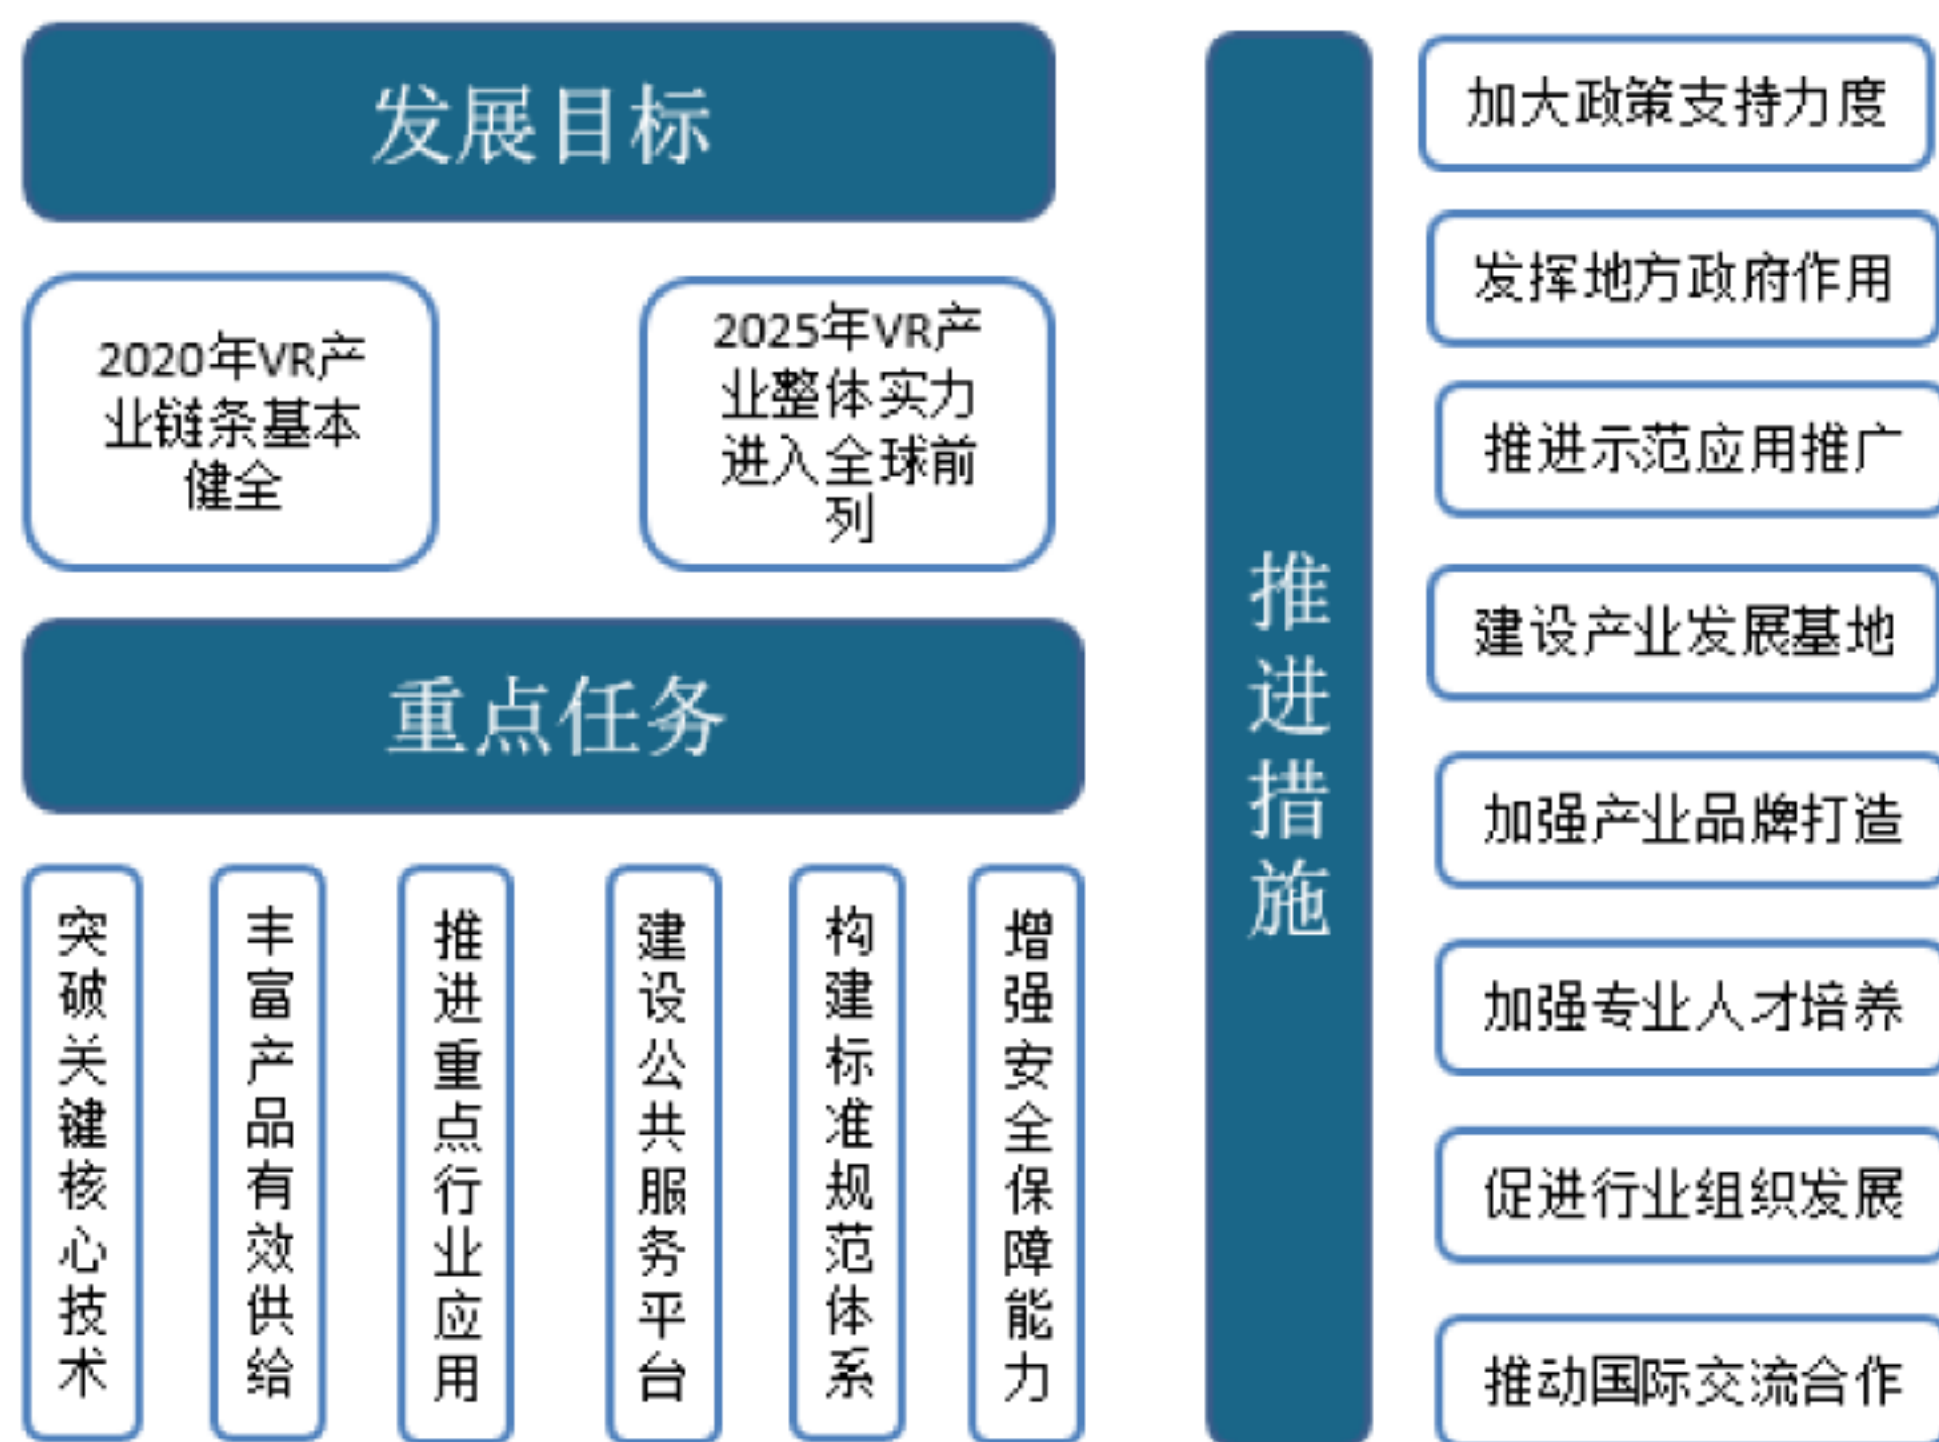 发展目标
2020年VR产
业链条基本
健全
2025年VR产
业整体实力
进入全球前
列
重点任务
突破关键核心技术
丰富产品有效供给
推进重点行业应用
建设公共服务平台
构建标准规范体系
增强安全保障能力
推进措施
加大政策支持力度
发挥地方政府作用
推进示范应用推广
建设产业发展基地
加强产业品牌打造
加强专业人才培养
促进行业组织发展
推动国际交流合作